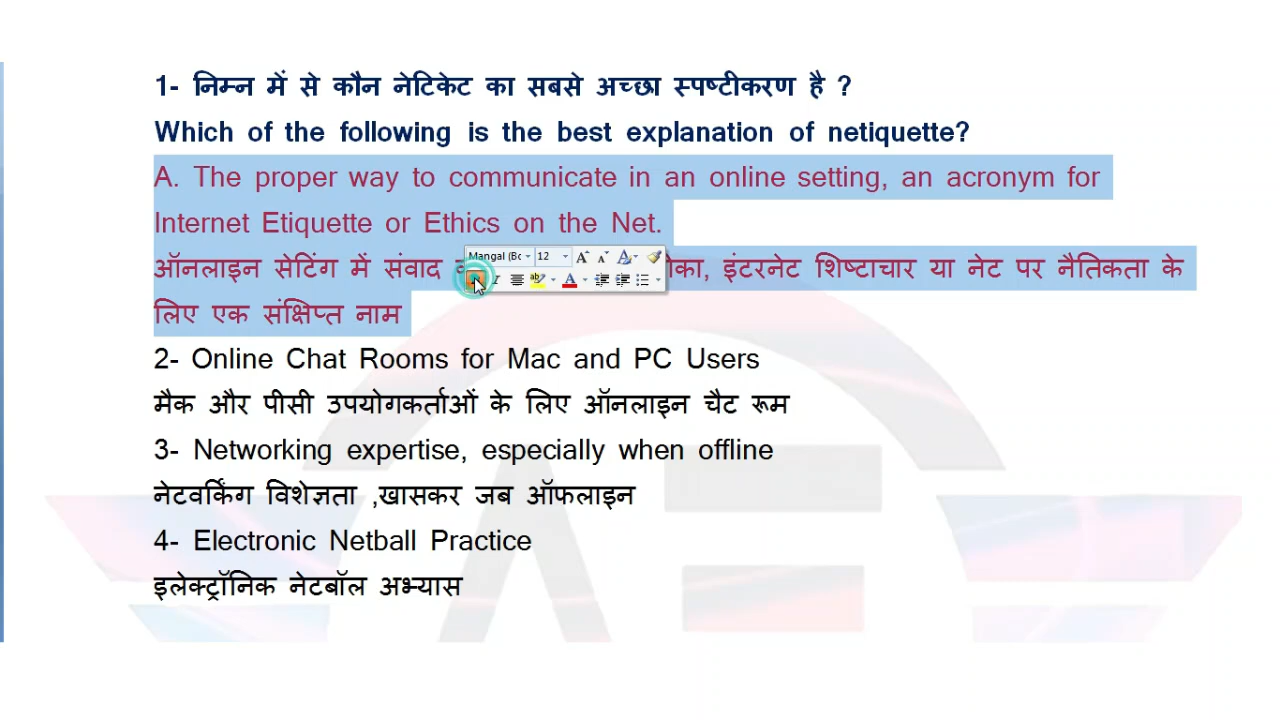 1- निम्न में से कौन नेटिकेट का सबसे अच्छा स्पष्टीकरण है ?
Which of the following is the best explanation of netiquette?
A. The proper way to communicate in an online setting, an acronym for
Internet Etiquette or Ethics on the Net.
Mangal (Bc 12
ऑनलाइन सेटिंग में संवाद इंटरनेट शिष्टाचार या नेट पर नैतिकता के
लिए एक संक्षिप्त नाम
2- Online Chat Rooms for Mac and PC Users
मैक और पीसी उपयोगकर्ताओं के लिए ऑनलाइन चैट रूम
3- Networking expertise, especially when offline
नेटवर्किंग विशेज्ञता ,खासकर जब ऑफलाइन
4- Electronic Netball Practice
इलेक्ट्रॉनिक नेटबॉल अभ्यास